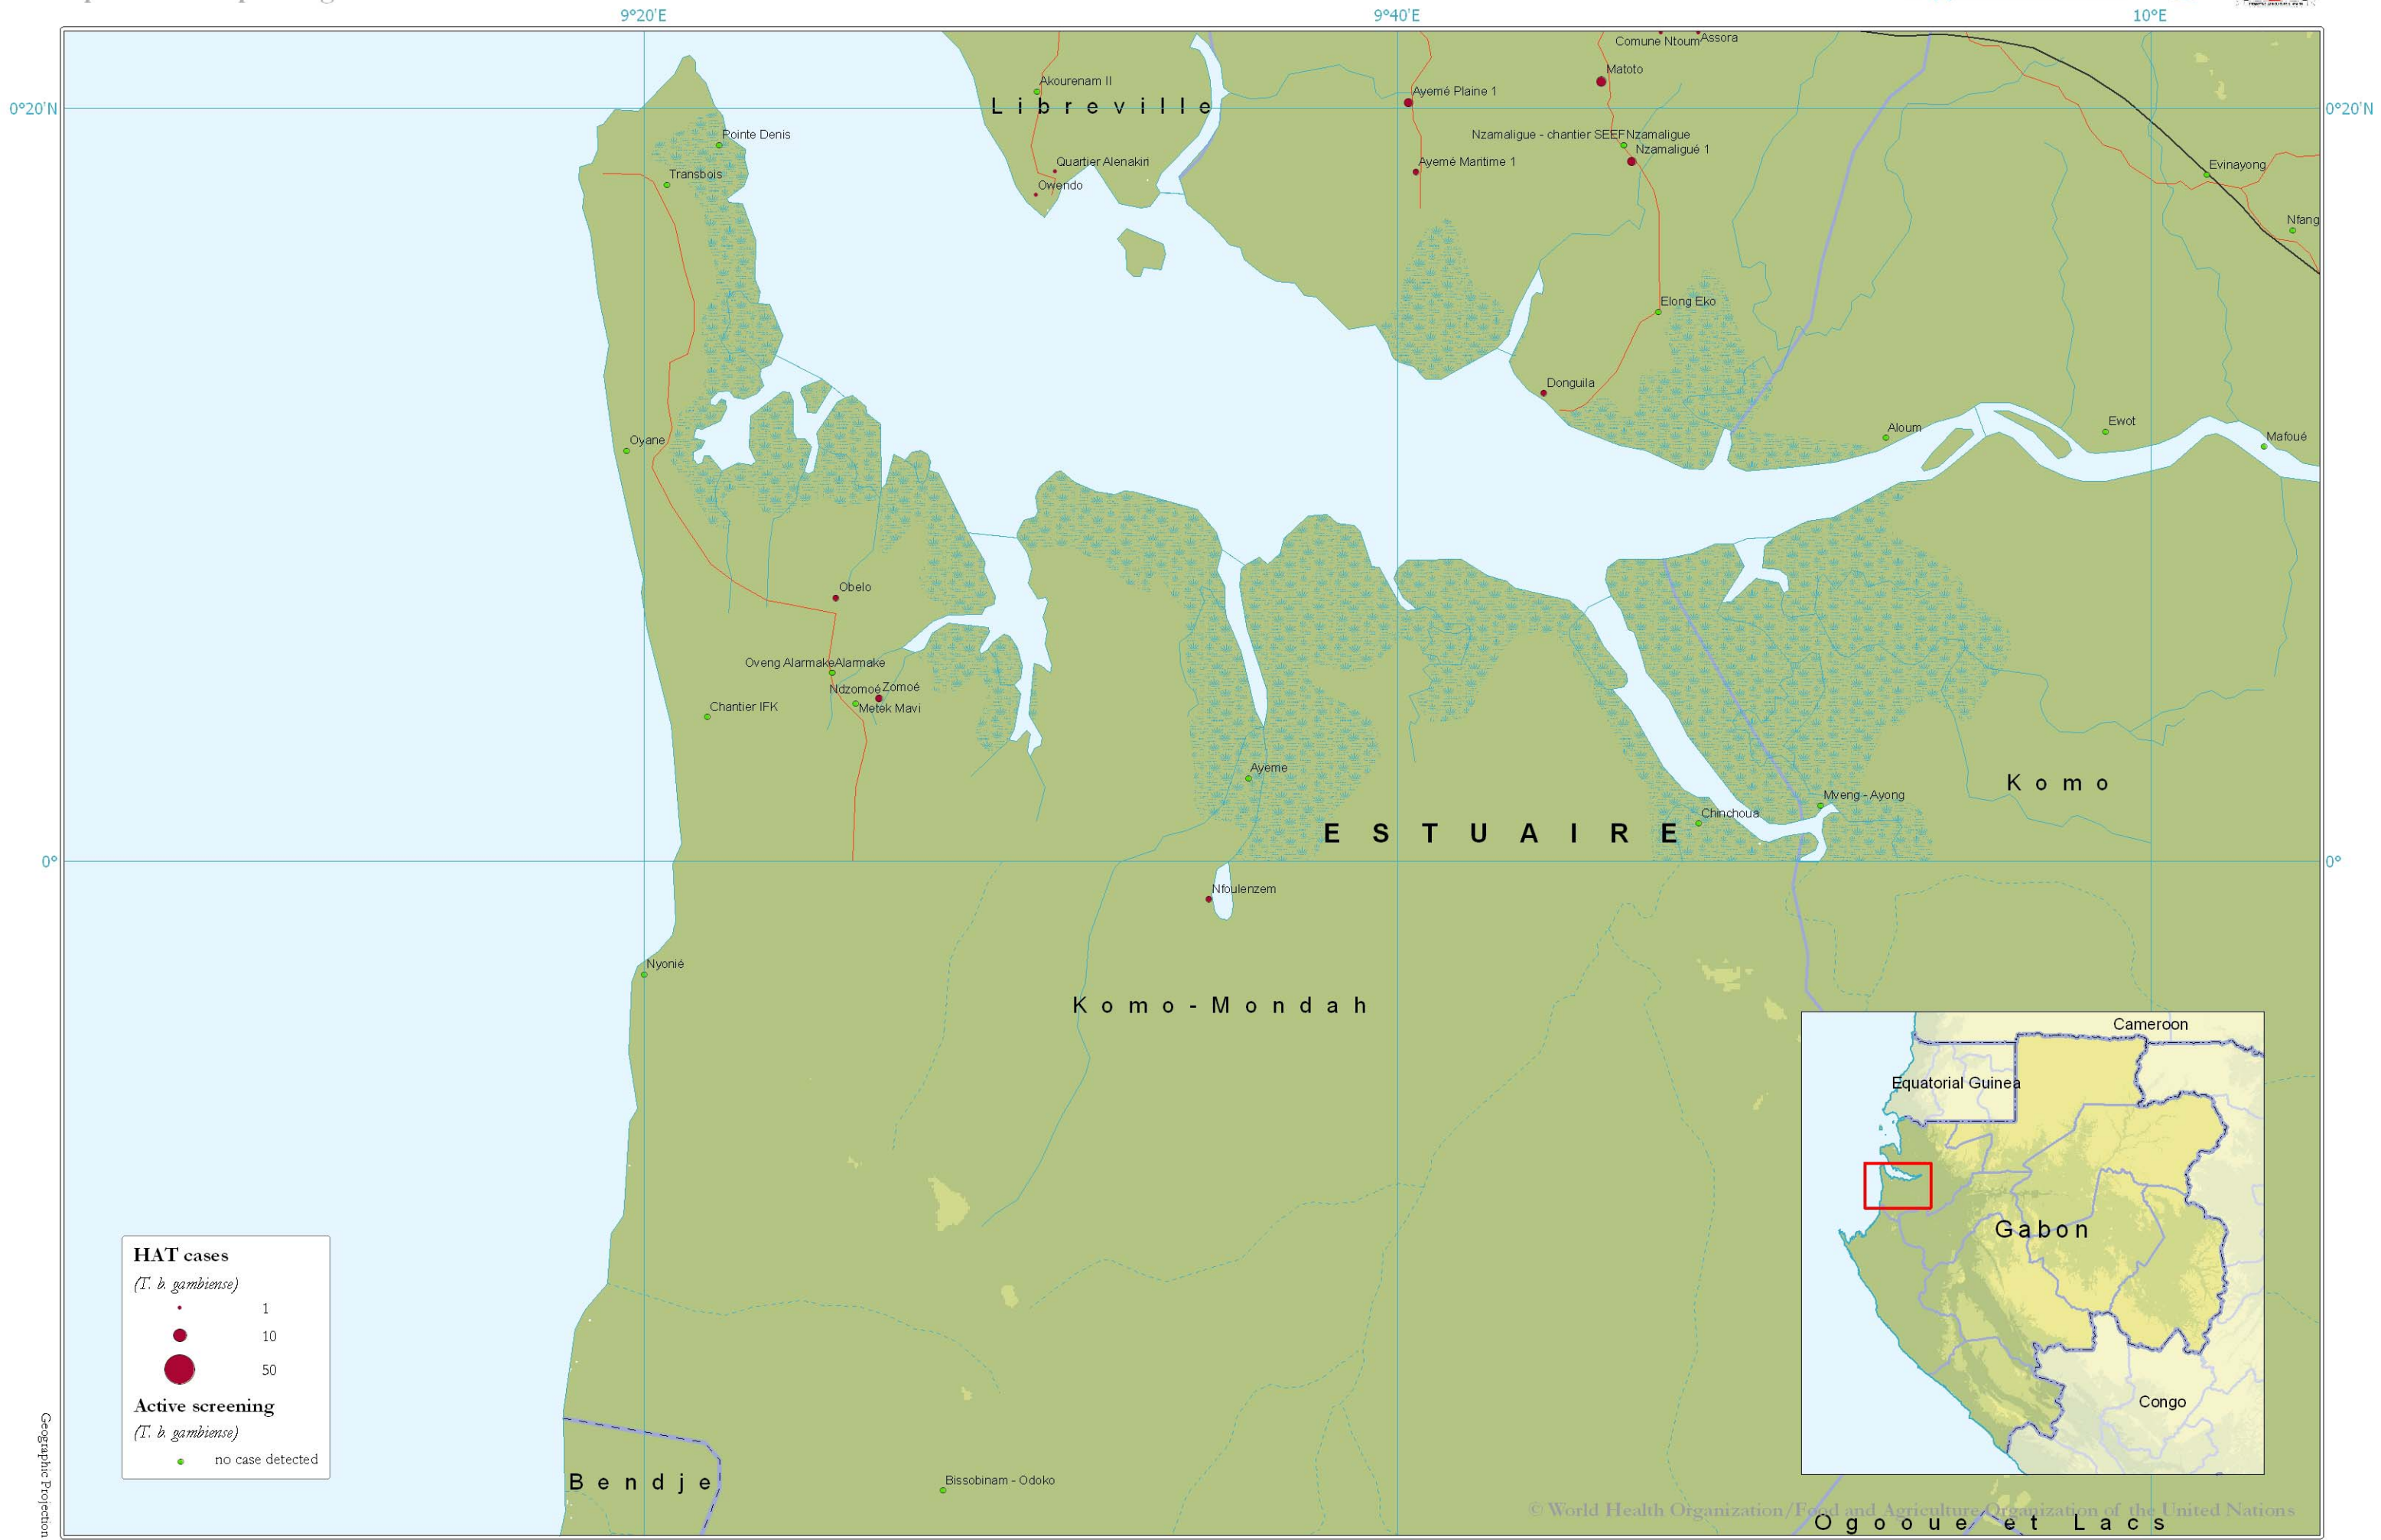 9°20'E
9°40'E
10°E
Comune Ntoum
Assora
Akourenam II
Matoto
Ayemé Plaine 1
0°20'N
Libreville
0°20'N
Pointe Denis
Nzamaligue - chantier SEEF
Nzamaligue
Nzamaligué 1
Quartier Alenakiri
Ayemé Maritime 1
Evinayong
Transbois
Owendo
Nfang
Elong Eko
Donguila
Oyane
Aloum
Ewot
Mafoué
Obelo
Oveng Alarmake
Alarmake
Ndzomoé
Zomoé
Metek Mavi
Chantier IFK
Ayeme
Komo
Mveng - Ayong
Chinchoua
ESTUAIRE
0°
0°
Nfoulenzem
Nyonié
Komo-Mondah
Cameroon
Equatorial Guinea
Gabon
Congo
HAT cases
(T. b. gambiense)
1
10
50
Active screening
(T. b. gambiense)
no case detected
Geographic Projection
Bendje
Bissobinam - Odoko
© World Health Organization/Food and Agriculture Organization of the United Nations
Ogooue et Lacs